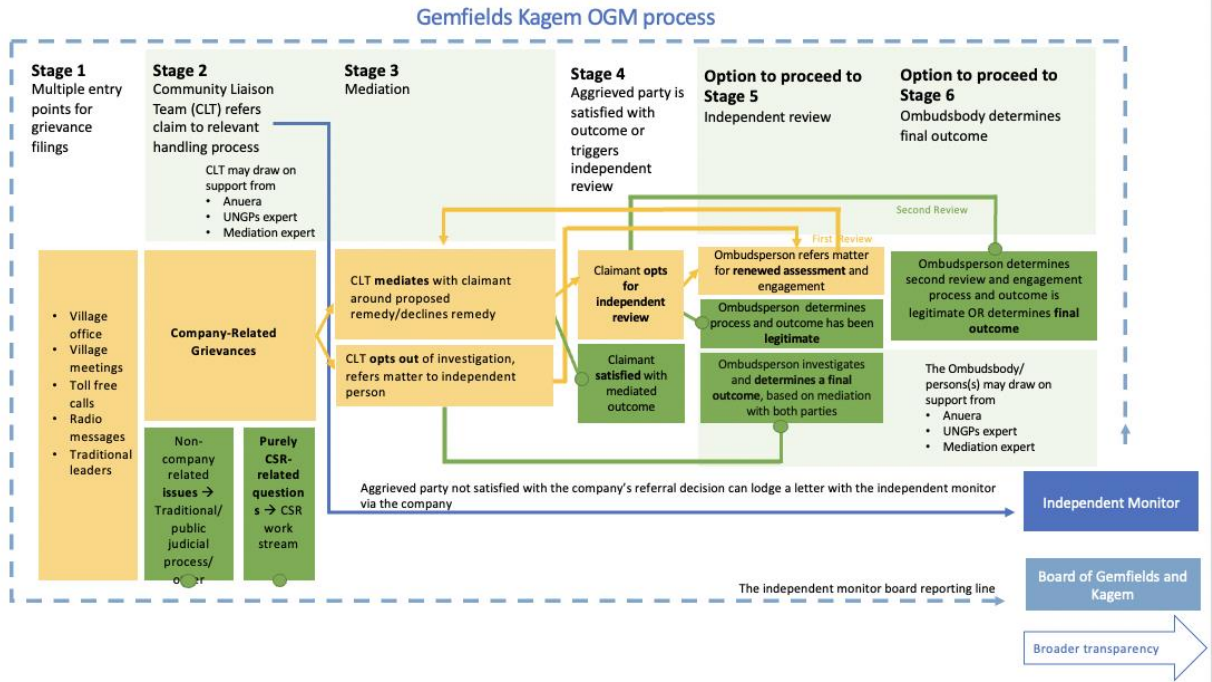 Gemfields Kagem OGM process
Stage 1
Multiple entry
points for
grievance
filings
Stage 2
Community Liaison
Team (CLT) refers
claim to relevant
handling process
CLT may draw on
support from
• Anuera
• UNGPs expert
• Mediation expert
Stage 3
Mediation
Stage 4
Aggrieved party is
satisfied with
outcome or
triggers
independent
review
Option to proceed to
Stage 5
Independent review
Option to proceed to
Stage 6
Ombudsbody determines
final outcome
Second Review
First Review
• Village
office
• Village
meetings
• Toll free
calls
• Radio
messages
• Traditional
leaders
Company-Related
Grievances
Non-
company
related
issues →
Traditional/
public
judicial
process/
Purely
CSR-
related
question
s → CSR
work
stream
CLT mediates with claimant
around proposed
remedy/declines remedy
CLT opts out of investigation,
refers matter to independent
person
Claimant opts
for
independent
review
Claimant
satisfied with
mediated
outcome
Ombudsperson refers matter
for renewed assessment and
engagement
Ombudsperson determines
process and outcome has been
legitimate
Ombudsperson investigates
and determines a final
outcome, based on mediation
with both parties
Ombudsperson determines
second review and engagement
process and outcome is
legitimate OR determines final
outcome
The Ombudsbody/
persons(s) may draw on
support from
• Anuera
• UNGPs expert
• Mediation expert
Aggrieved party not satisfied with the company's referral decision can lodge a letter with the independent monitor
via the company
Independent Monitor
The independent monitor board reporting line
Board of Gemfields and
Kagem
Broader transparency